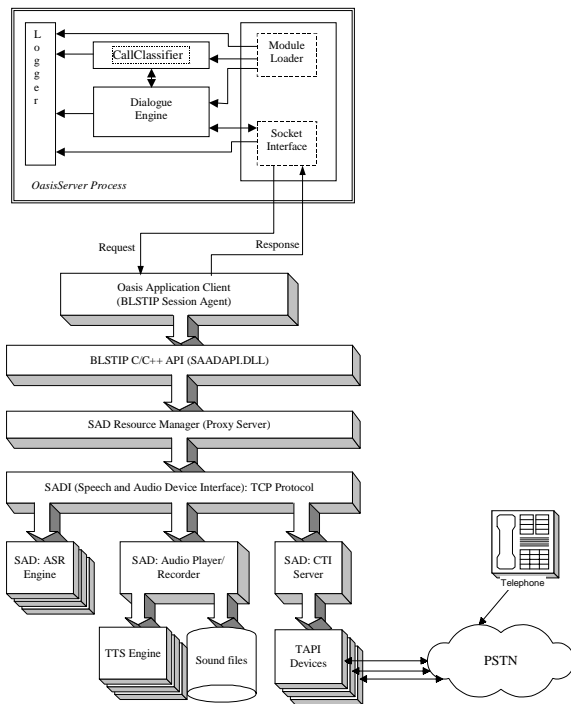 L
o
g
g
e
r
CallClassifier
Module
Loader
Dialogue
Engine
Socket
Interface
OasisServer Process
Request
Response
Oasis Application Client
(BLSTIP Session Agent)
BLSTIP C/C++ API (SAADAPI.DLL)
SAD Resource Manager (Proxy Server)
SADI (Speech and Audio Device Interface): TCP Protocol
SAD: ASR
Engine
SAD: Audio Player/
Recorder
SAD: CTI
Server
Telephone
TTS Engine
Sound files
TAPI
Devices
PSTN